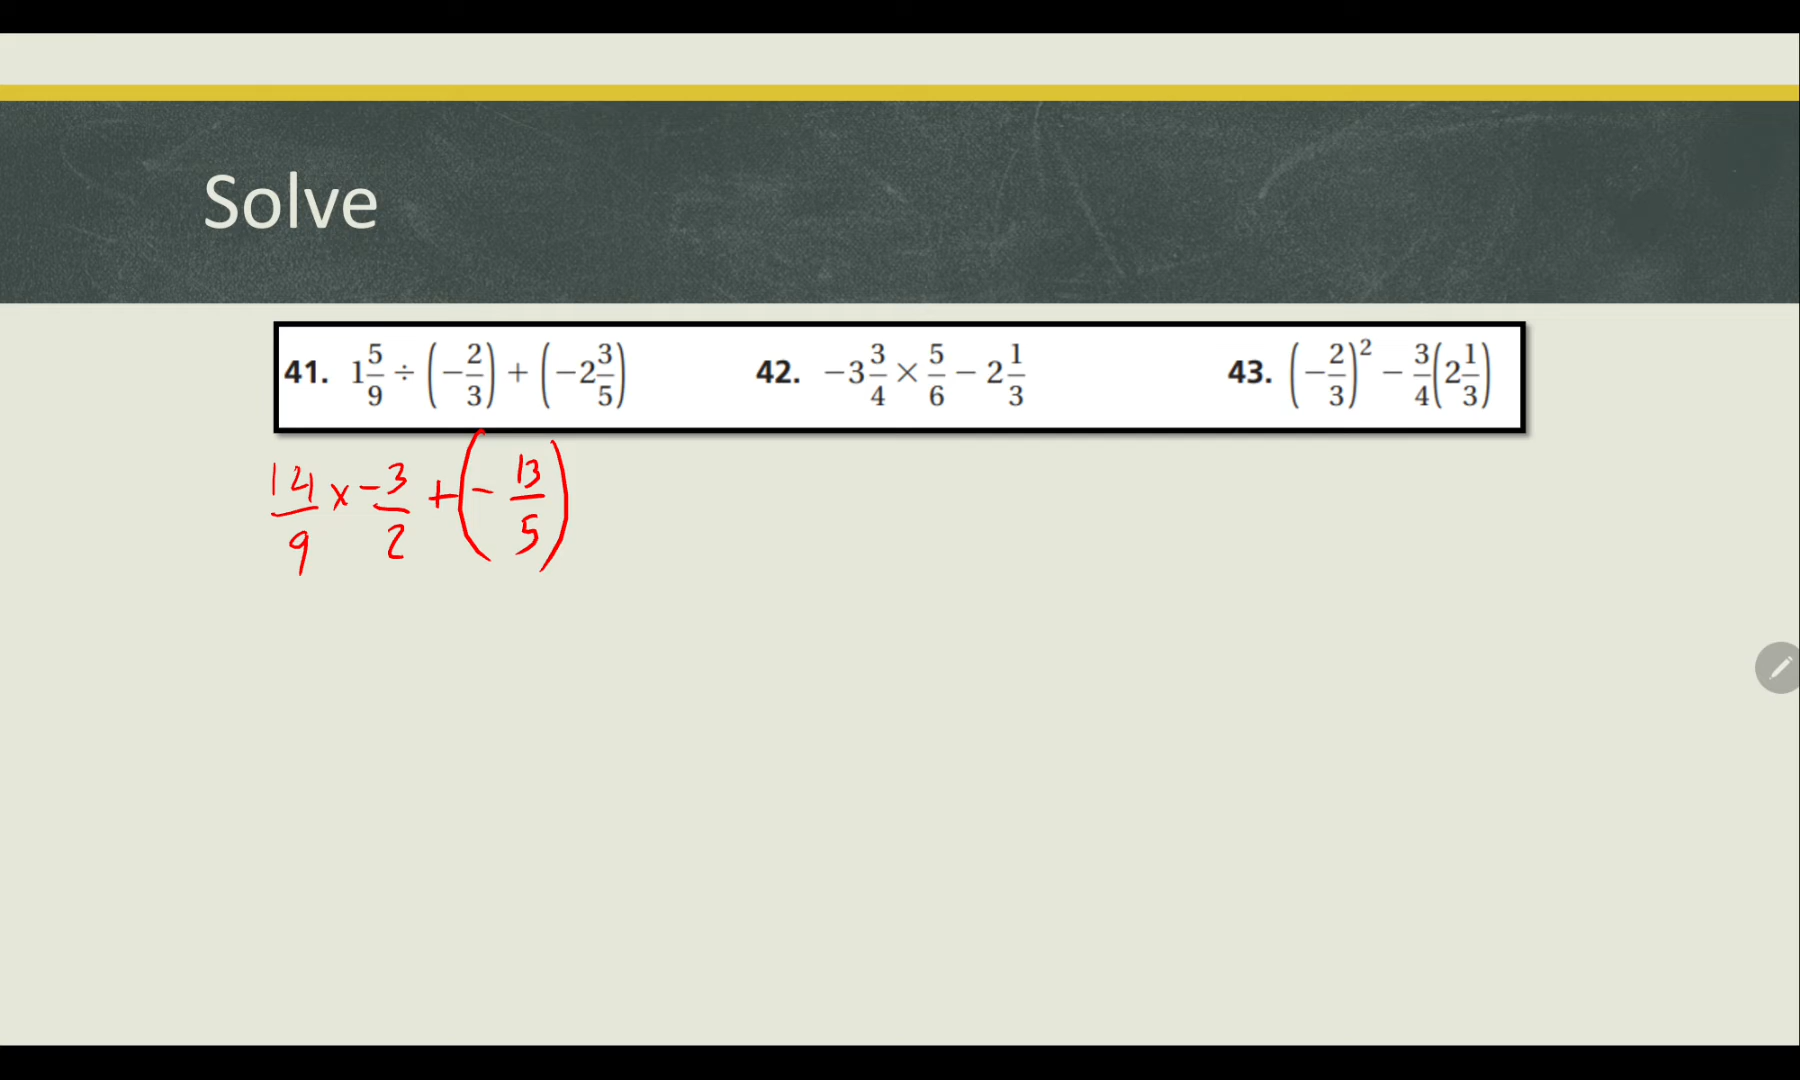 Solve
41. 1 5/9 ÷ (−2/3) + (−2 3/5) 42. −3 3/4 × 5/6 − 2 1/3 43. (−2/3)² − 3/4(2 1/3)
14/9 x −3/2 + (−13/5)